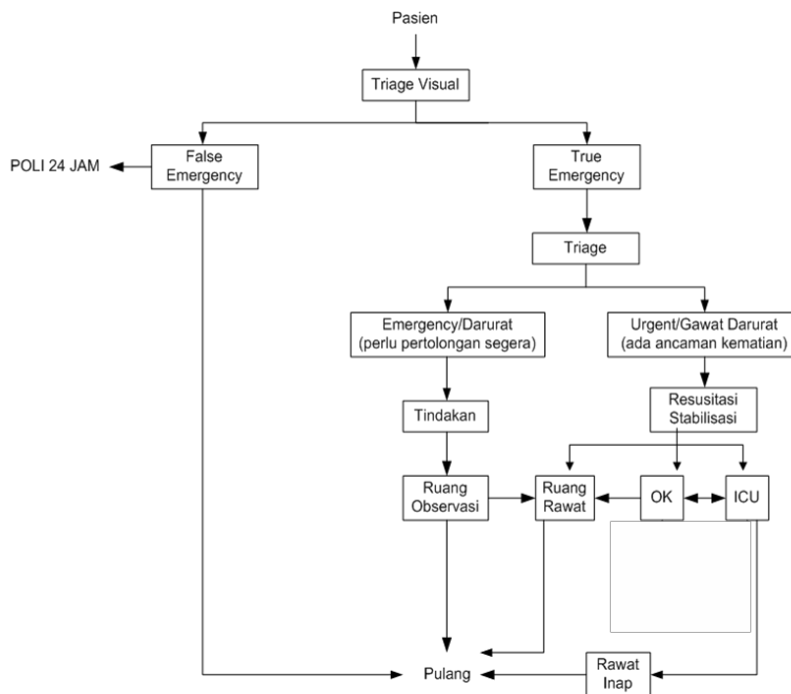 Pasien
Triage Visual
False
Emergency
True
Emergency
POLI 24 JAM
Triage
Emergency/Darurat
(perlu pertolongan segera)
Urgent/Gawat Darurat
(ada ancaman kematian)
Tindakan
Resusitasi
Stabilisasi
Ruang
Observasi
Ruang
Rawat
OK
ICU
Pulang
Rawat
Inap